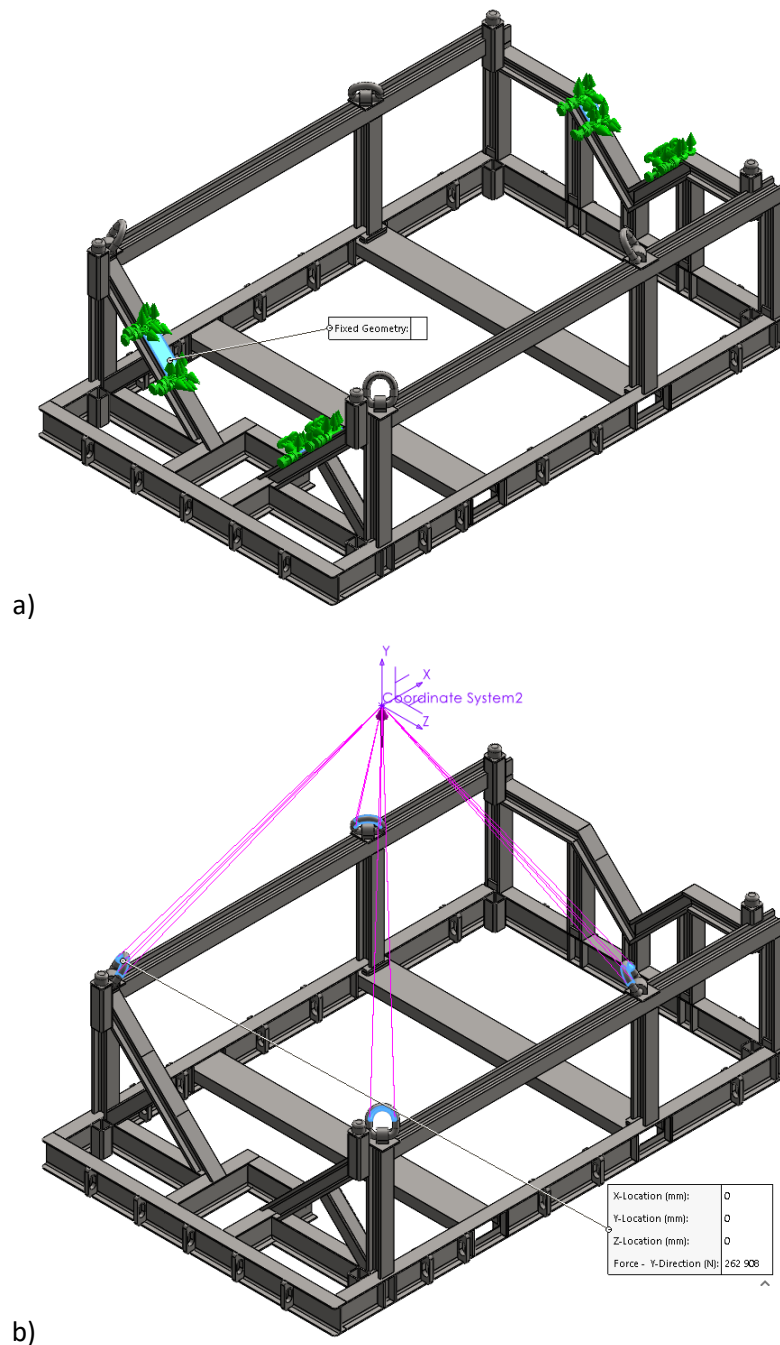 Fixed Geometry:
a)
Y
X
Coordinate System2
Z
X-Location (mm): 0
Y-Location (mm): 0
Z-Location (mm): 0
Force - Y-Direction (N): 262 908
b)